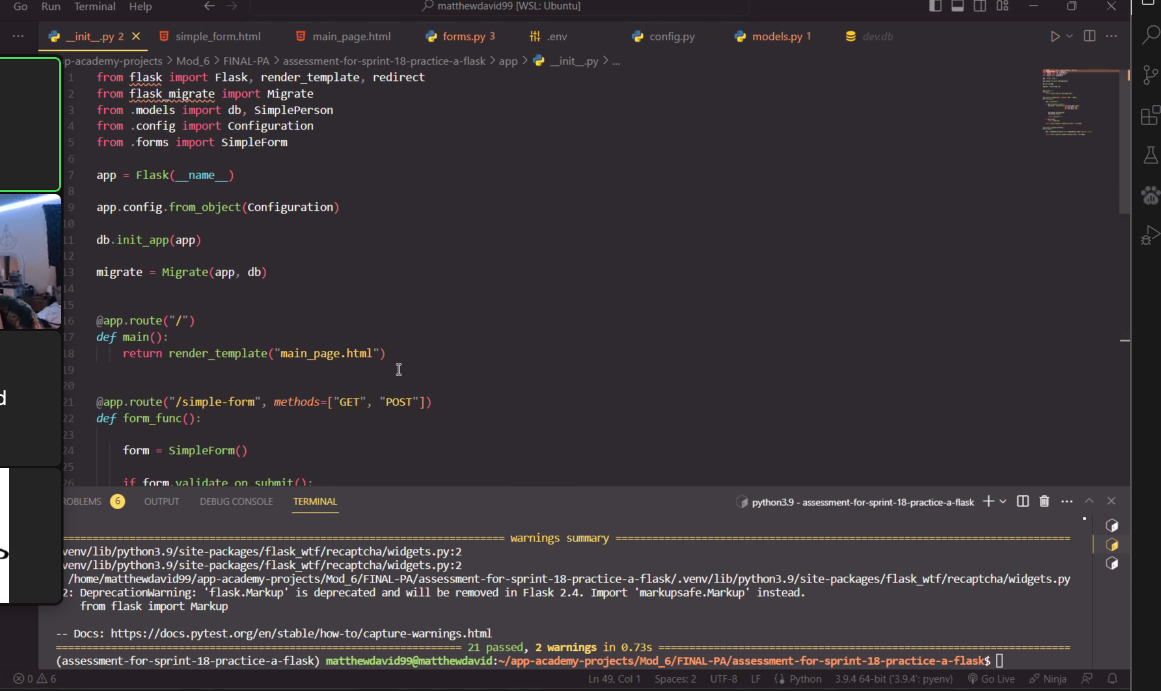 Go Run Terminal Help ← → matthewdavid99 [WSL: Ubuntu]
··· __init__.py 2 × simple_form.html main_page.html forms.py 3 .env config.py models.py 1 dev.db ···
p-academy-projects > Mod_6 > FINAL-PA > assessment-for-sprint-18-practice-a-flask > app > __init__.py > ...
1 from flask import Flask, render_template, redirect
2 from flask_migrate import Migrate
3 from .models import db, SimplePerson
4 from .config import Configuration
5 from .forms import SimpleForm
6
7 app = Flask(__name__)
8
9 app.config.from_object(Configuration)
10
11 db.init_app(app)
12
13 migrate = Migrate(app, db)
14
15
16 @app.route("/")
17 def main():
18 return render_template("main_page.html")
19
20
21 @app.route("/simple-form", methods=["GET", "POST"])
22 def form_func():
23
24 form = SimpleForm()
25
26 if form.validate_on_submit():
d
ROBLEMS 6 OUTPUT DEBUG CONSOLE TERMINAL python3.9 - assessment-for-sprint-18-practice-a-flask
============ warnings summary ============
venv/lib/python3.9/site-packages/flask_wtf/recaptcha/widgets.py:2
venv/lib/python3.9/site-packages/flask_wtf/recaptcha/widgets.py:2
/home/matthewdavid99/app-academy-projects/Mod_6/FINAL-PA/assessment-for-sprint-18-practice-a-flask/.venv/lib/python3.9/site-packages/flask_wtf/recaptcha/widgets.py
2: DeprecationWarning: 'flask.Markup' is deprecated and will be removed in Flask 2.4. Import 'markupsafe.Markup' instead.
from flask import Markup
-- Docs: https://docs.pytest.org/en/stable/how-to/capture-warnings.html
============ 21 passed, 2 warnings in 0.73s ============
(assessment-for-sprint-18-practice-a-flask) matthewdavid99@matthewdavid:~/app-academy-projects/Mod_6/FINAL-PA/assessment-for-sprint-18-practice-a-flask$
0 6 Ln 49, Col 1 Spaces: 2 UTF-8 LF Python 3.9.4 64-bit ('3.9.4': pyenv) Go Live Ninja